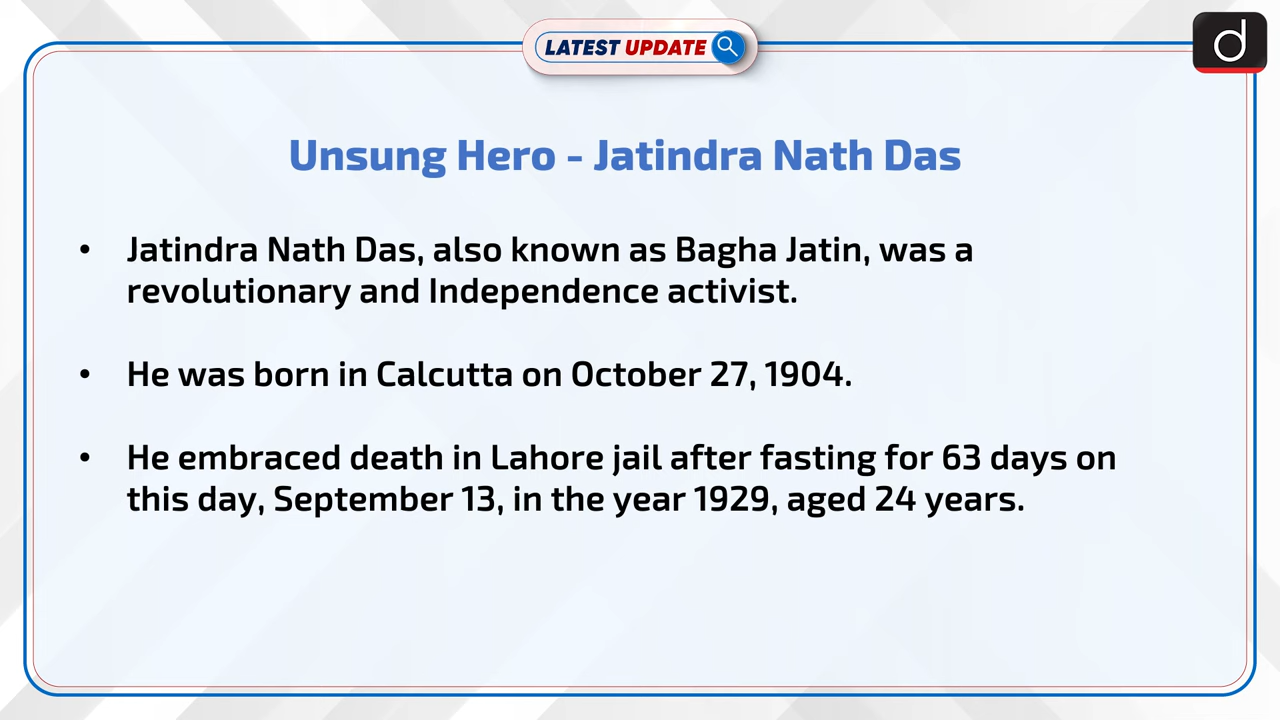 LATEST UPDATE
d
Unsung Hero - Jatindra Nath Das
• Jatindra Nath Das, also known as Bagha Jatin, was a
revolutionary and Independence activist.
• He was born in Calcutta on October 27, 1904.
• He embraced death in Lahore jail after fasting for 63 days on
this day, September 13, in the year 1929, aged 24 years.